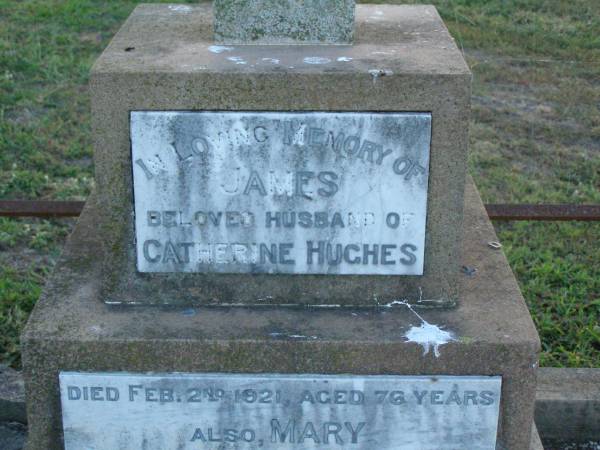 IN LOVING MEMORY OF
JAMES
BELOVED HUSBAND OF
CATHERINE HUGHES
DIED FEB. 2ND 1921, AGED 76 YEARS
ALSO, MARY